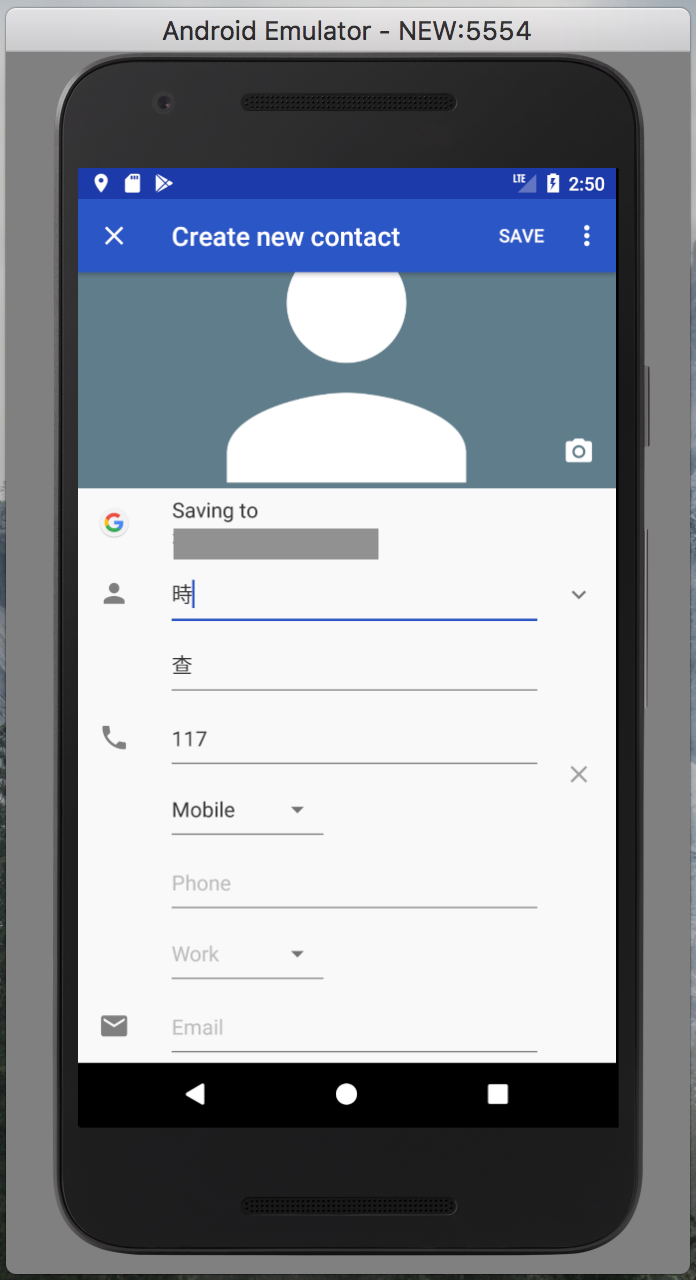 Android Emulator - NEW:5554
LTE 2:50
Create new contact SAVE
Saving to
時
查
117
Mobile
Phone
Work
Email